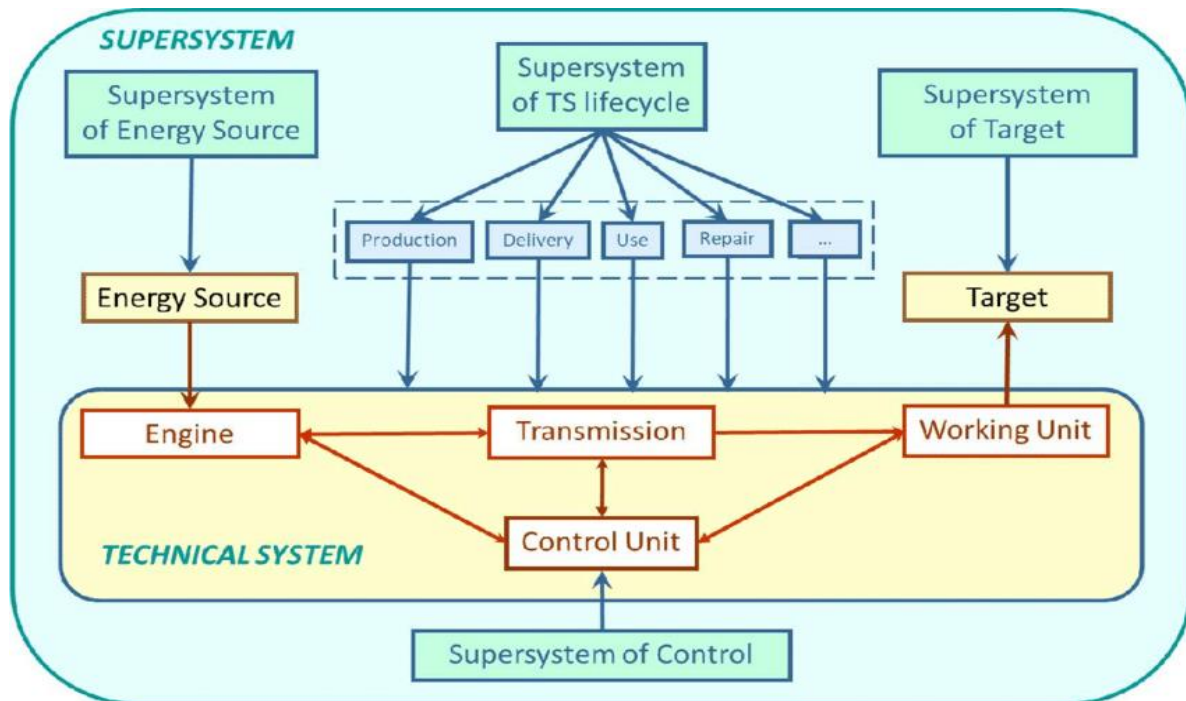 SUPERSYSTEM
Supersystem
of Energy Source
Supersystem
of TS lifecycle
Supersystem
of Target
Production
Delivery
Use
Repair
...
Energy Source
Target
Engine
Transmission
Working Unit
Control Unit
TECHNICAL SYSTEM
Supersystem of Control